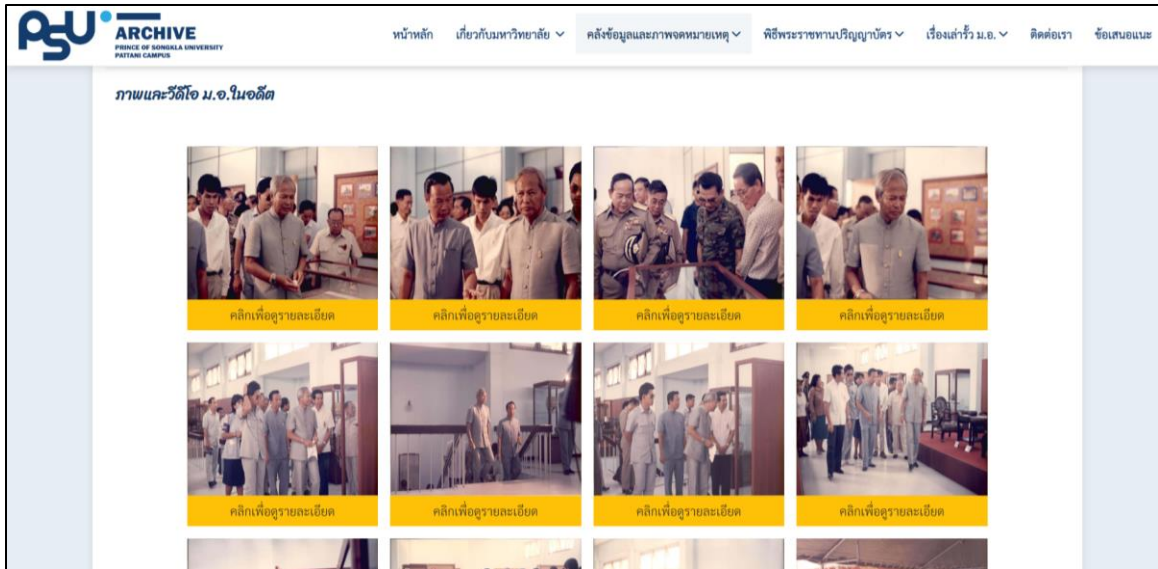 PSU
ARCHIVE
PRINCE OF SONGKLA UNIVERSITY
PATTANI CAMPUS
หน้าหลัก เกี่ยวกับมหาวิทยาลัย คลังข้อมูลและภาพจดหมายเหตุ พิธีพระราชทานปริญญาบัตร เรื่องเล่ารั้ว ม.อ. ติดต่อเรา ข้อเสนอแนะ
ภาพและวีดีโอ ม.อ.ในอดีต
คลิกเพื่อดูรายละเอียด คลิกเพื่อดูรายละเอียด คลิกเพื่อดูรายละเอียด คลิกเพื่อดูรายละเอียด
คลิกเพื่อดูรายละเอียด คลิกเพื่อดูรายละเอียด คลิกเพื่อดูรายละเอียด คลิกเพื่อดูรายละเอียด